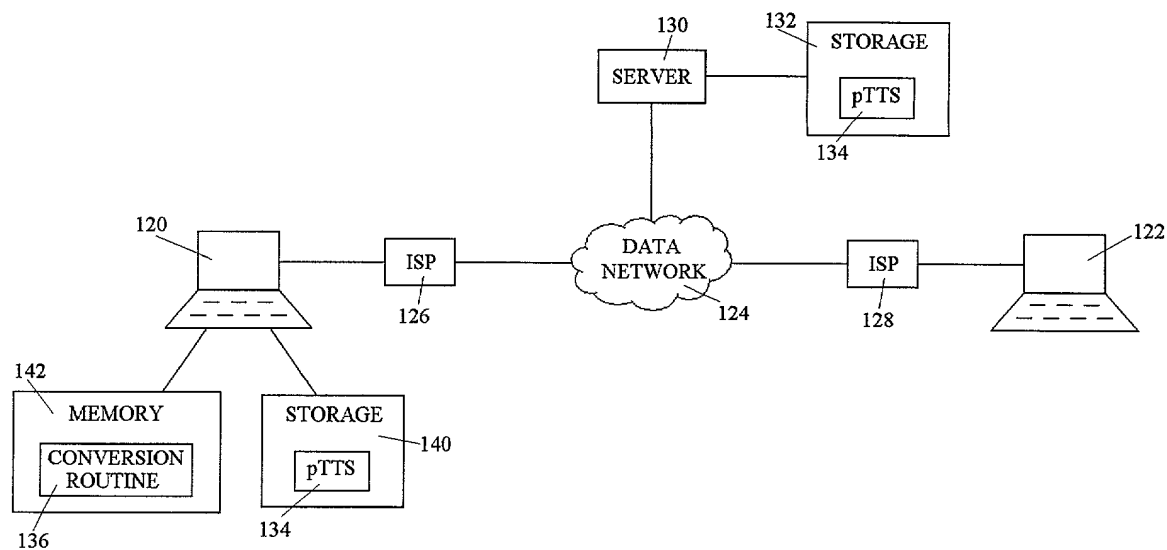 130
132
STORAGE
SERVER
pTTS
134
120
122
ISP
DATA
NETWORK
ISP
126
124
128
142
MEMORY
STORAGE
140
CONVERSION
ROUTINE
pTTS
136
134